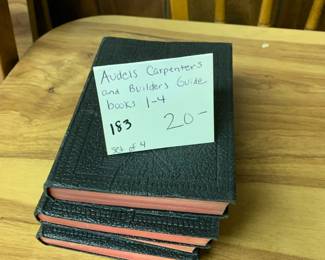 Audels Carpenters
and Builders Guide
books 1-4
183 20-
set of 4